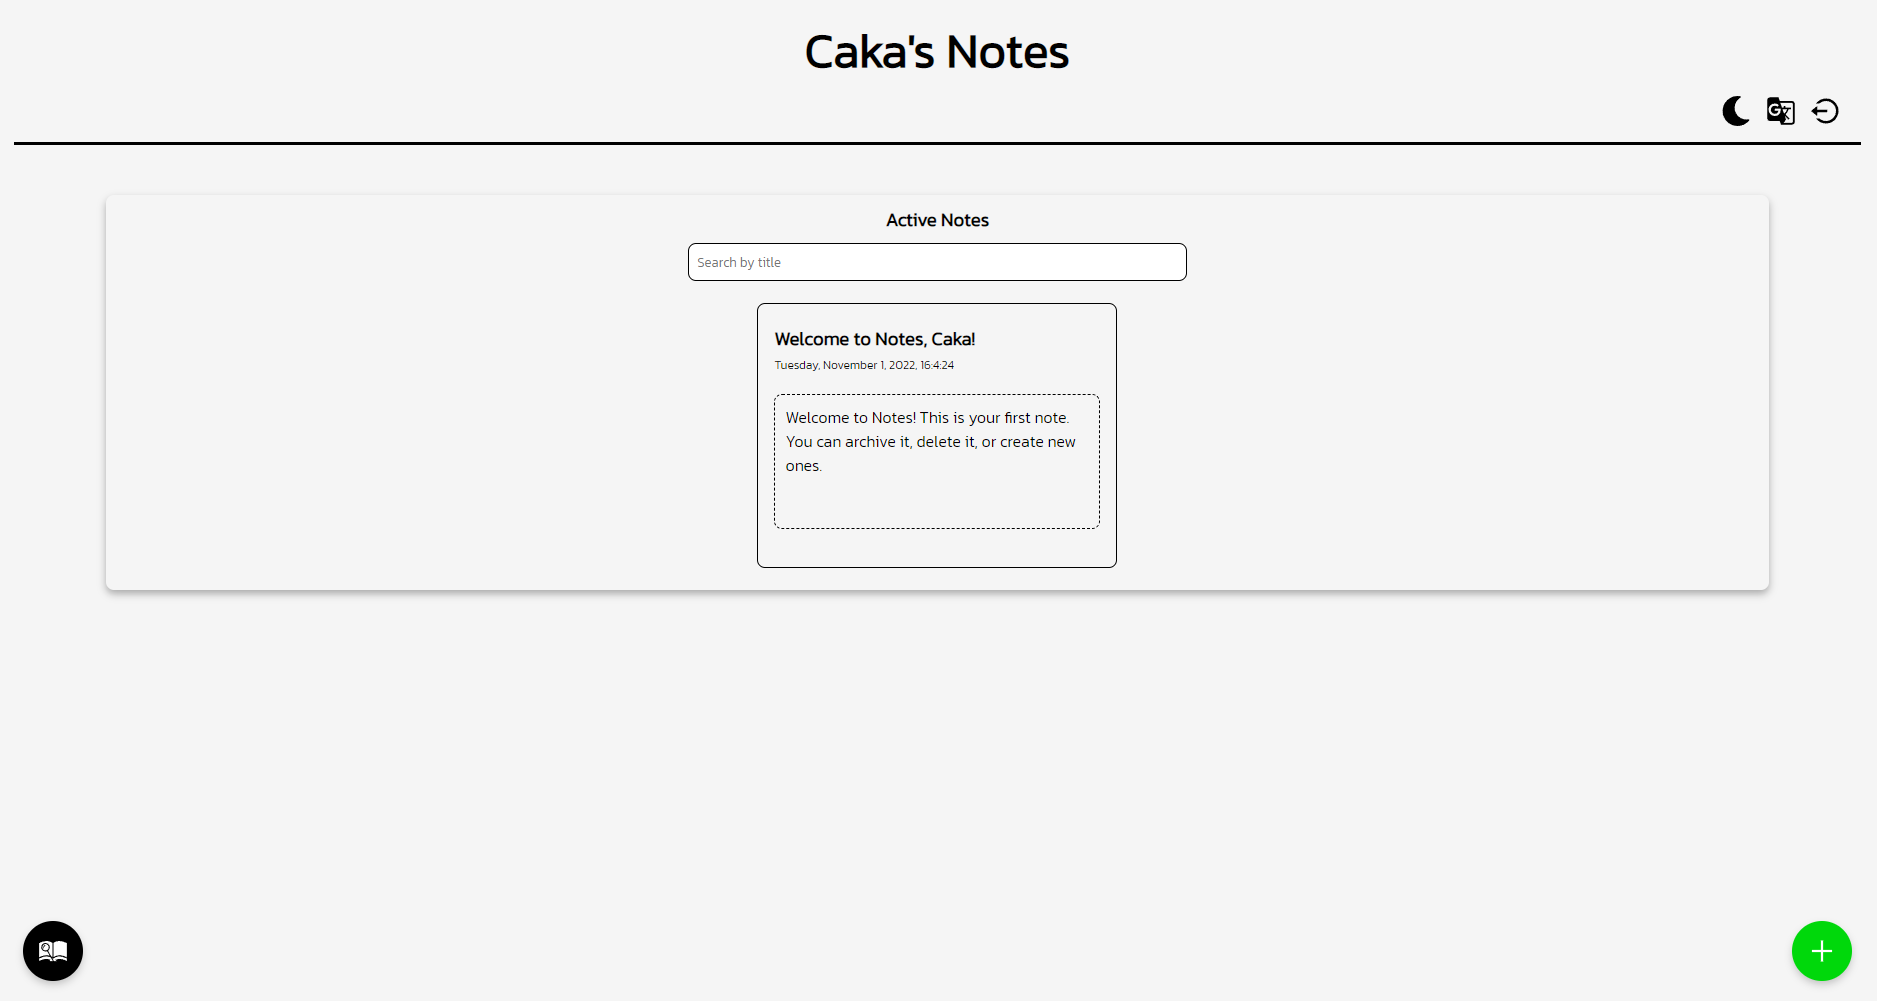 Caka's Notes
Active Notes
Search by title
Welcome to Notes, Caka!
Tuesday, November 1, 2022, 16:4:24
Welcome to Notes! This is your first note.
You can archive it, delete it, or create new
ones.